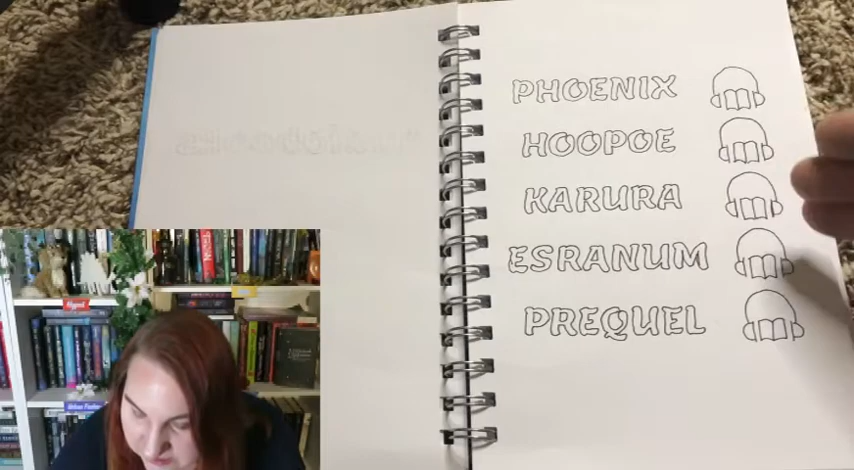 PHOENIX
HOOPOE
KARURA
ESRANUM
PREQUEL